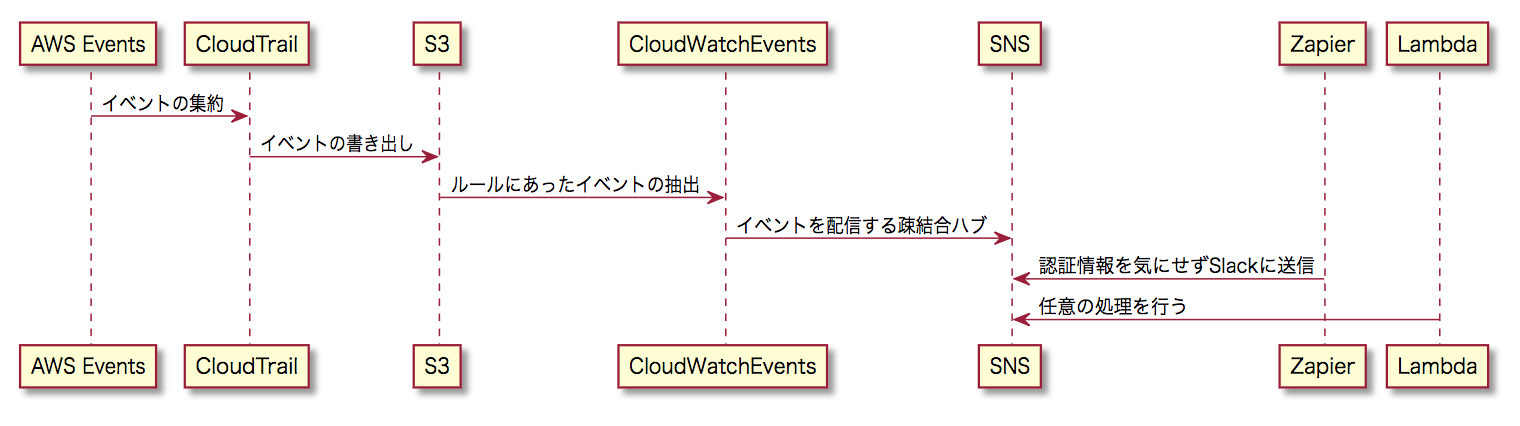 AWS Events
CloudTrail
S3
CloudWatchEvents
SNS
Zapier
Lambda
イベントの集約
イベントの書き出し
ルールにあったイベントの抽出
イベントを配信する疎結合ハブ
認証情報を気にせずSlackに送信
任意の処理を行う
AWS Events
CloudTrail
S3
CloudWatchEvents
SNS
Zapier
Lambda